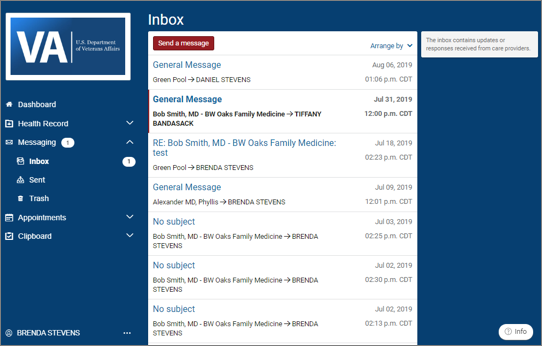 VA
U.S. Department
of Veterans Affairs
Dashboard
Health Record
Messaging 1
Inbox 1
Sent
Trash
Appointments
Clipboard
BRENDA STEVENS ...
Inbox
Send a message
Arrange by
General Message Aug 06, 2019
Green Pool → DANIEL STEVENS 01:06 p.m. CDT
General Message Jul 31, 2019
Bob Smith, MD - BW Oaks Family Medicine → TIFFANY 12:00 p.m. CDT
BANDASACK
RE: Bob Smith, MD - BW Oaks Family Medicine: Jul 18, 2019
test 02:23 p.m. CDT
Green Pool → BRENDA STEVENS
General Message Jul 09, 2019
Alexander MD, Phyllis → BRENDA STEVENS 12:01 p.m. CDT
No subject Jul 03, 2019
Bob Smith, MD - BW Oaks Family Medicine → BRENDA 02:25 p.m. CDT
STEVENS
No subject Jul 02, 2019
Bob Smith, MD - BW Oaks Family Medicine → BRENDA 02:30 p.m. CDT
STEVENS
No subject Jul 02, 2019
Bob Smith, MD - BW Oaks Family Medicine → BRENDA 02:13 p.m. CDT
STEVENS
The inbox contains updates or
responses received from care providers.
Info